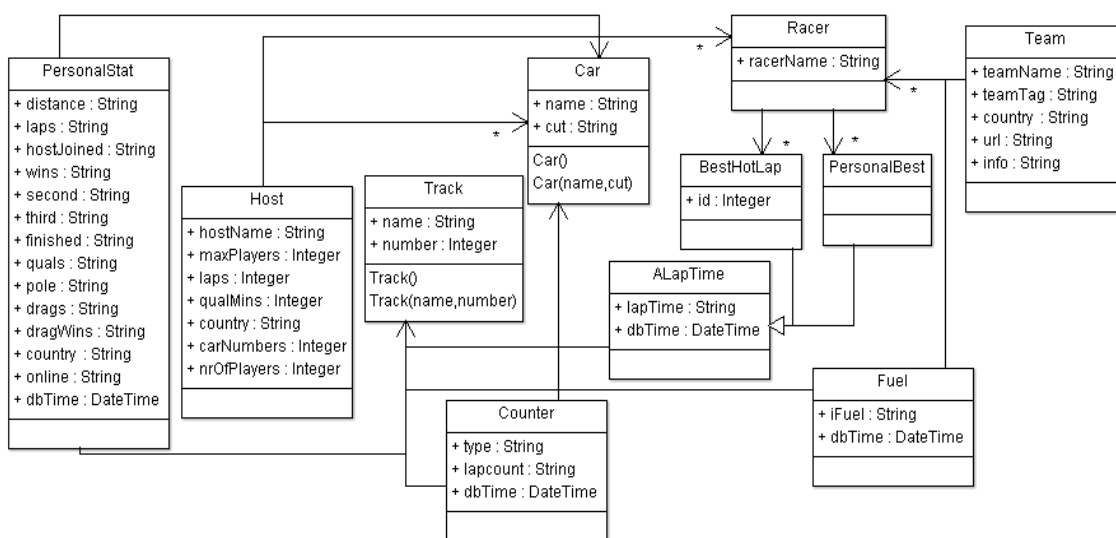 PersonalStat
+ distance : String
+ laps : String
+ hostJoined : String
+ wins : String
+ second : String
+ third : String
+ finished : String
+ quals : String
+ pole : String
+ drags : String
+ dragWins : String
+ country : String
+ online : String
+ dbTime : DateTime
Host
+ hostName : String
+ maxPlayers : Integer
+ laps : Integer
+ qualMins : Integer
+ country : String
+ carNumbers : Integer
+ nrOfPlayers : Integer
Track
+ name : String
+ number : Integer
Track()
Track(name,number)
Car
+ name : String
+ cut : String
Car()
Car(name,cut)
*
*
Counter
+ type : String
+ lapcount : String
+ dbTime : DateTime
Racer
+ racerName : String
*
*
*
BestHotLap
+ id : Integer
PersonalBest
ALapTime
+ lapTime : String
+ dbTime : DateTime
Fuel
+ iFuel : String
+ dbTime : DateTime
Team
+ teamName : String
+ teamTag : String
+ country : String
+ url : String
+ info : String